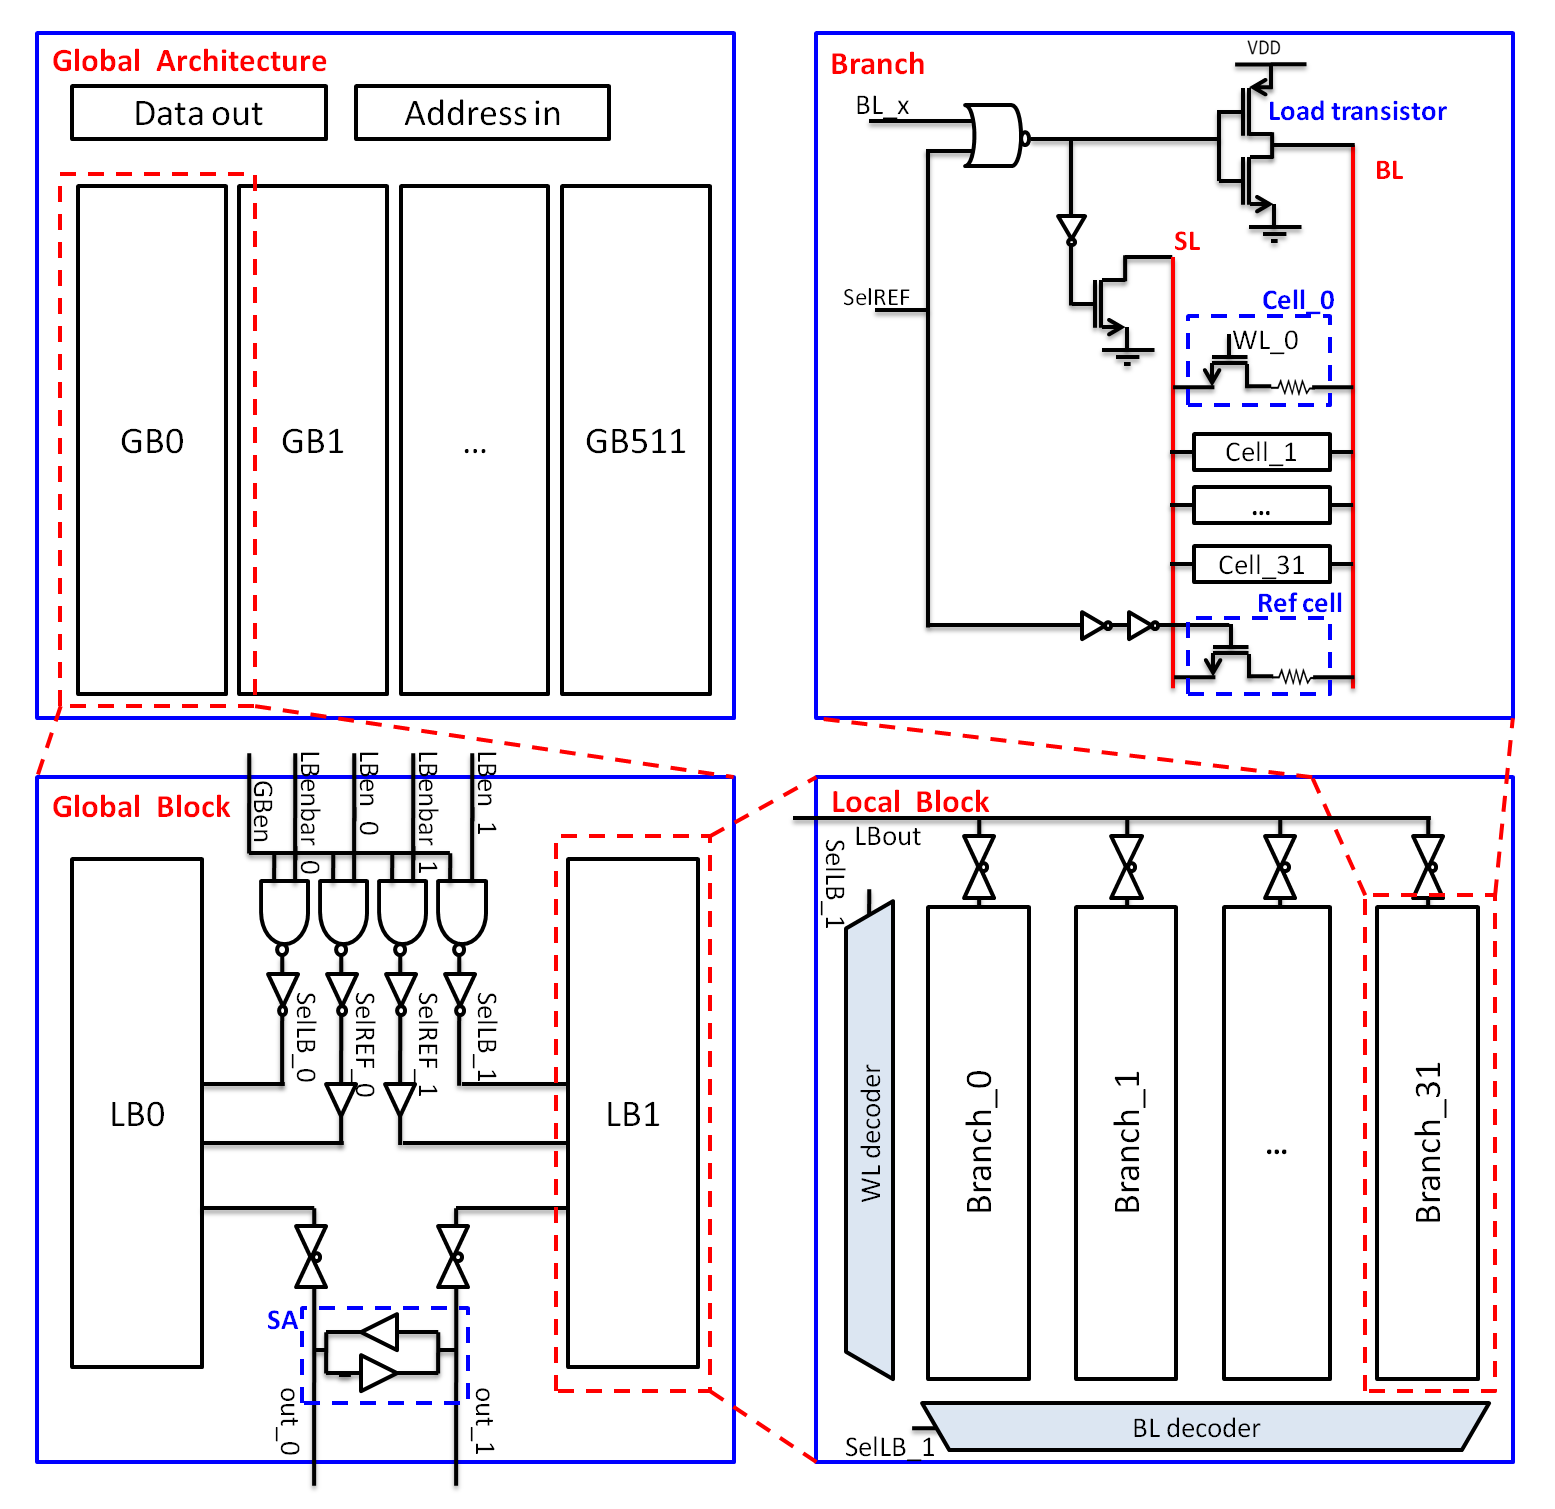 Global Architecture
Data out
Address in
GB0
GB1
...
GB511
Branch
VDD
BL_x
Load transistor
BL
SL
SelREF
Cell_0
WL_0
Cell_1
...
Cell_31
Ref cell
Global Block
GBen
LBenbar_0
LBen_0
LBenbar_1
LBen_1
SelLB_0
SelREF_0
SelREF_1
SelLB_1
LB0
LB1
SA
out_0
out_1
Local Block
LBout
SelLB_1
WL decoder
Branch_0
Branch_1
...
Branch_31
BL decoder
SelLB_1